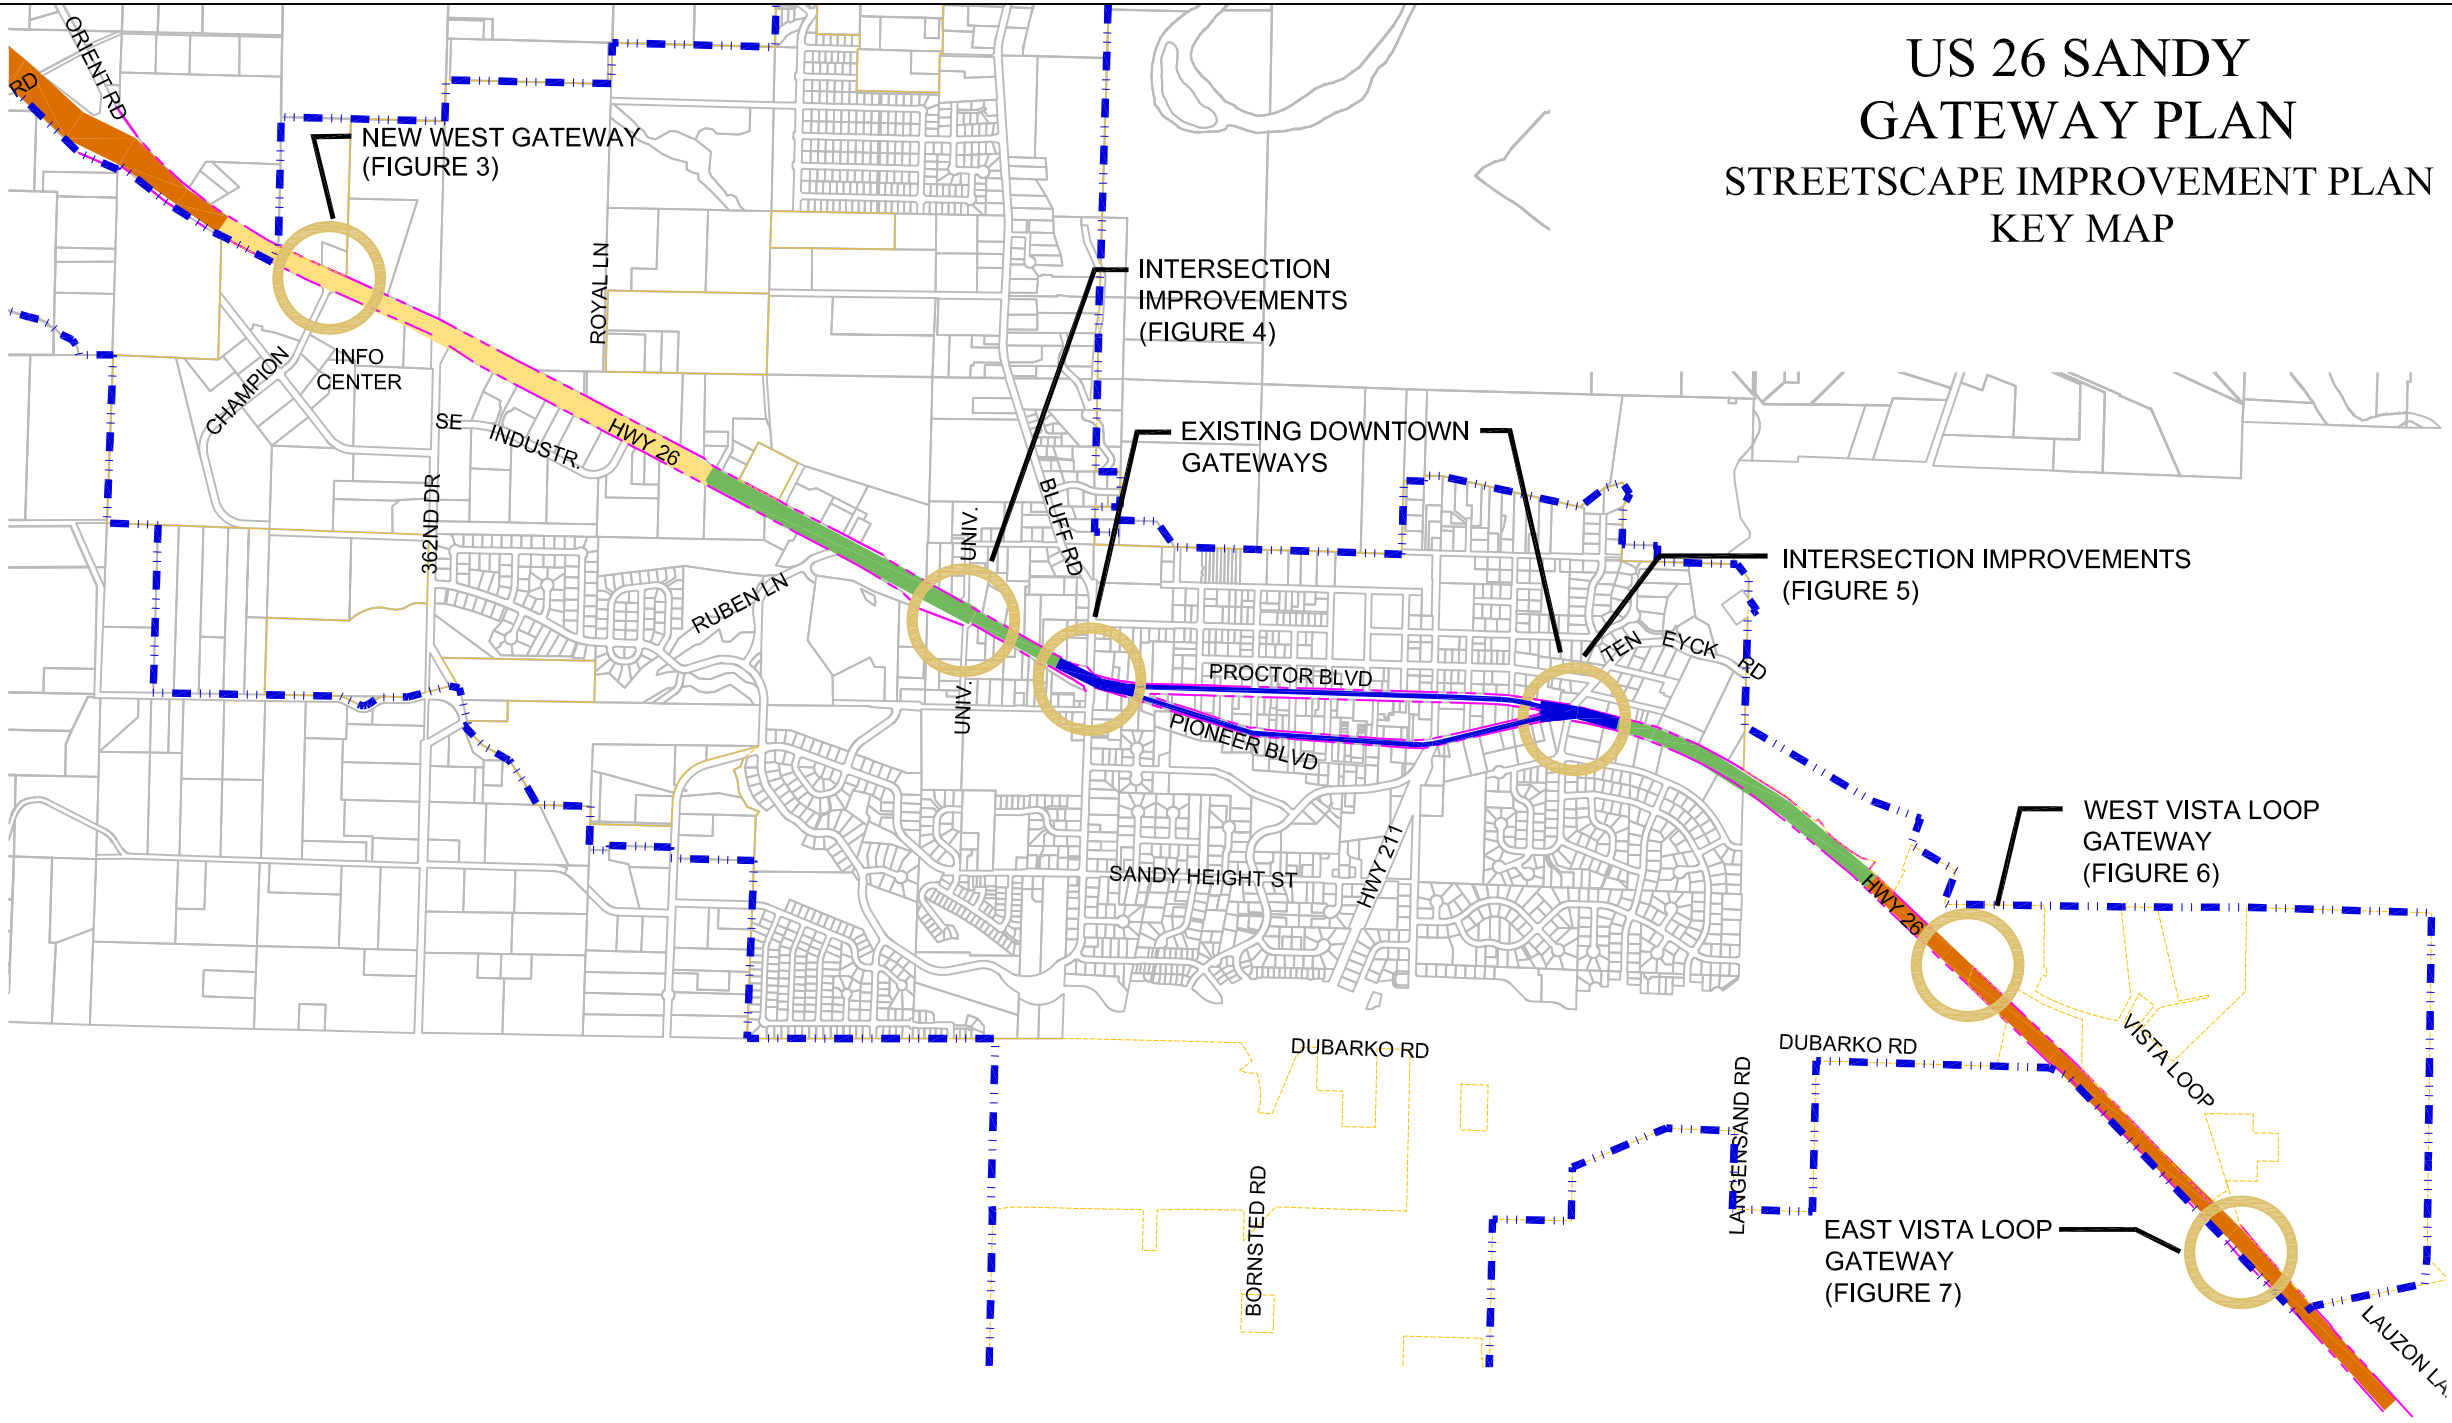 US 26 SANDY
GATEWAY PLAN
STREETSCAPE IMPROVEMENT PLAN
KEY MAP
ORIENT RD
RD
NEW WEST GATEWAY
(FIGURE 3)
INTERSECTION
IMPROVEMENTS
(FIGURE 4)
ROYAL LN
INFO
CENTER
CHAMPION
SE
INDUSTR.
HWY 26
362ND DR
EXISTING DOWNTOWN
GATEWAYS
BLUFF RD
UNIV.
INTERSECTION IMPROVEMENTS
(FIGURE 5)
RUBEN LN
TEN
EYCK
RD
PROCTOR BLVD
UNIV.
PIONEER BLVD
WEST VISTA LOOP
GATEWAY
(FIGURE 6)
SANDY HEIGHT ST
HWY 211
HWY 26
DUBARKO RD
DUBARKO RD
VISTA LOOP
LANGENSAND RD
BORNSTED RD
EAST VISTA LOOP
GATEWAY
(FIGURE 7)
LAUZON LA